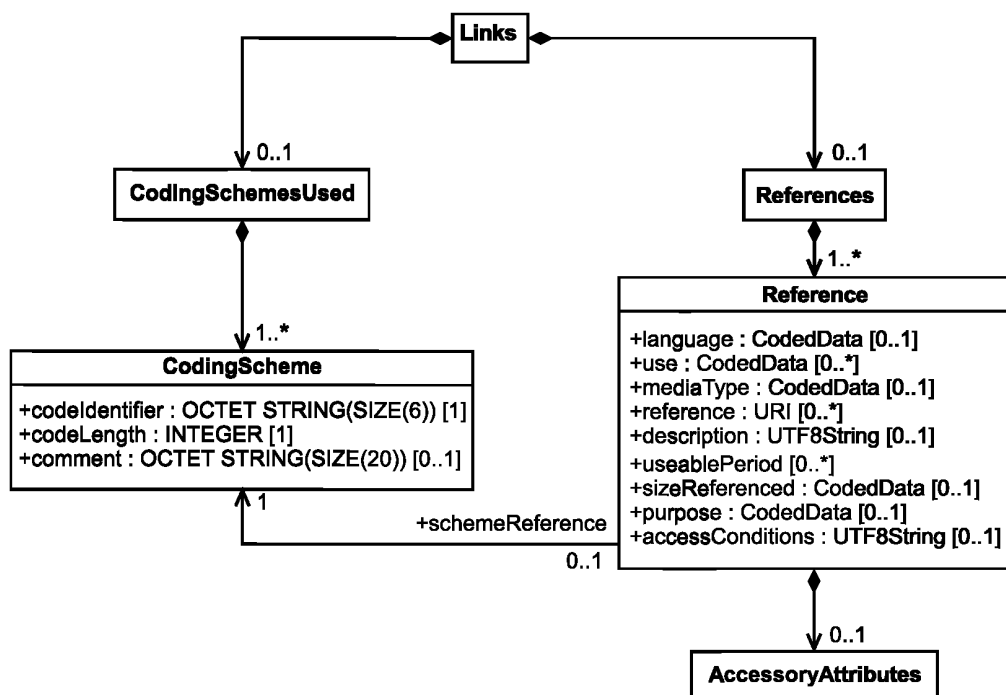 Links
0..1
0..1
CodingSchemesUsed
References
1..*
1..*
Reference
+language : CodedData [0..1]
+use : CodedData [0..*]
+mediaType : CodedData [0..1]
+reference : URI [0..*]
+description : UTF8String [0..1]
+useablePeriod [0..*]
+sizeReferenced : CodedData [0..1]
+purpose : CodedData [0..1]
+accessConditions : UTF8String [0..1]
CodingScheme
+codeIdentifier : OCTET STRING(SIZE(6)) [1]
+codeLength : INTEGER [1]
+comment : OCTET STRING(SIZE(20)) [0..1]
1
+schemeReference
0..1
0..1
AccessoryAttributes